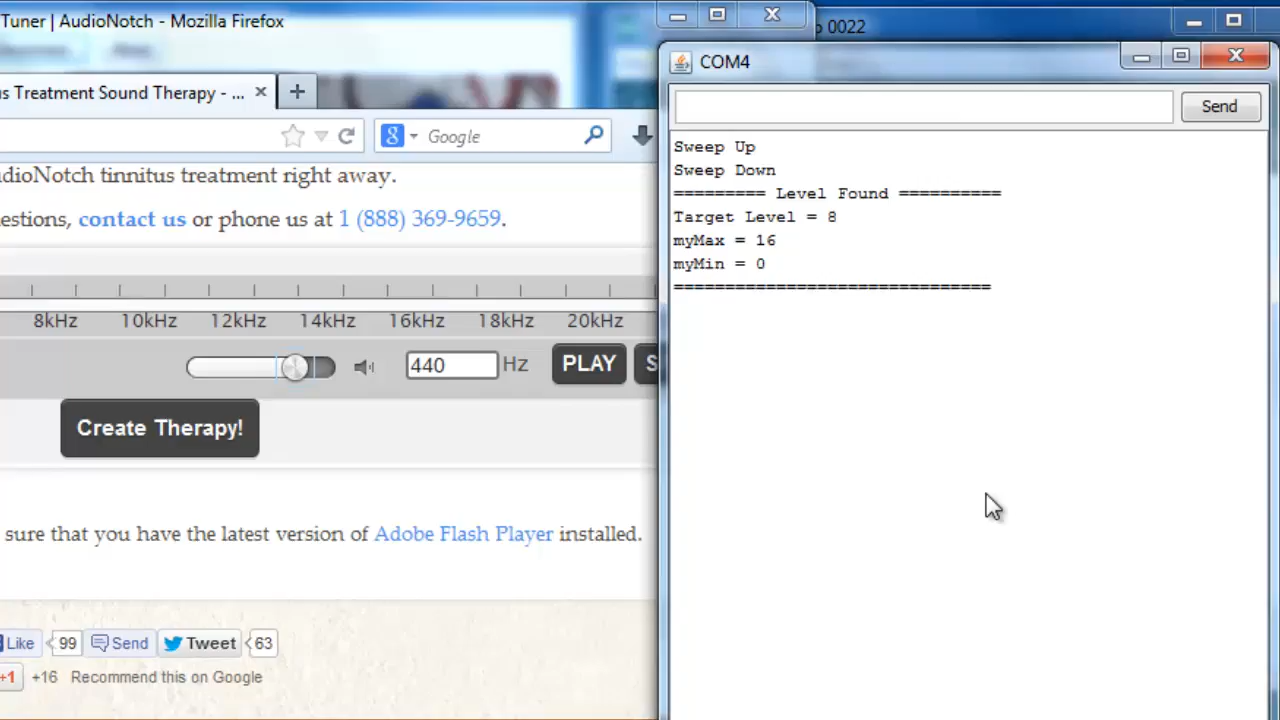 Tuner | AudioNotch - Mozilla Firefox
us Treatment Sound Therapy - ...
Google
udioNotch tinnitus treatment right away.
estions, contact us or phone us at 1 (888) 369-9659.
8kHz 10kHz 12kHz 14kHz 16kHz 18kHz 20kHz
440 Hz PLAY S
Create Therapy!
sure that you have the latest version of Adobe Flash Player installed.
Like 99 Send Tweet 63
+1 +16 Recommend this on Google
0022
COM4
Send
Sweep Up
Sweep Down
========= Level Found ==========
Target Level = 8
myMax = 16
myMin = 0
===============================